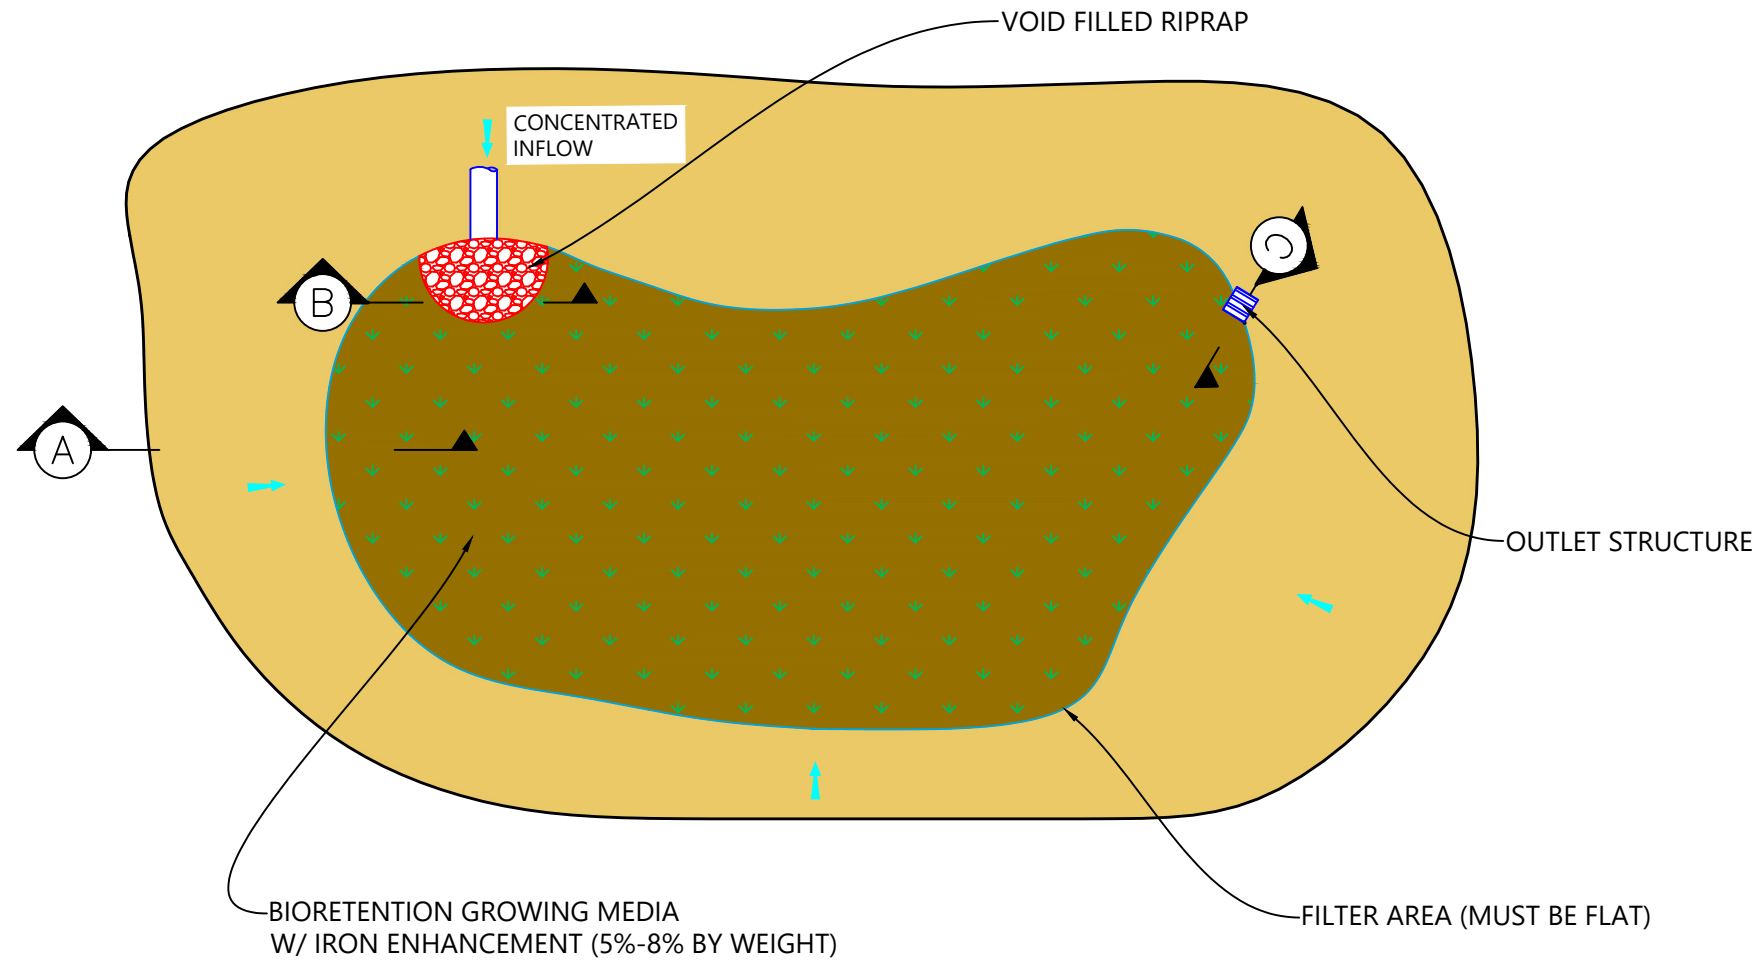 VOID FILLED RIPRAP
CONCENTRATED
INFLOW
C
B
A
OUTLET STRUCTURE
BIORETENTION GROWING MEDIA
W/ IRON ENHANCEMENT (5%-8% BY WEIGHT)
FILTER AREA (MUST BE FLAT)